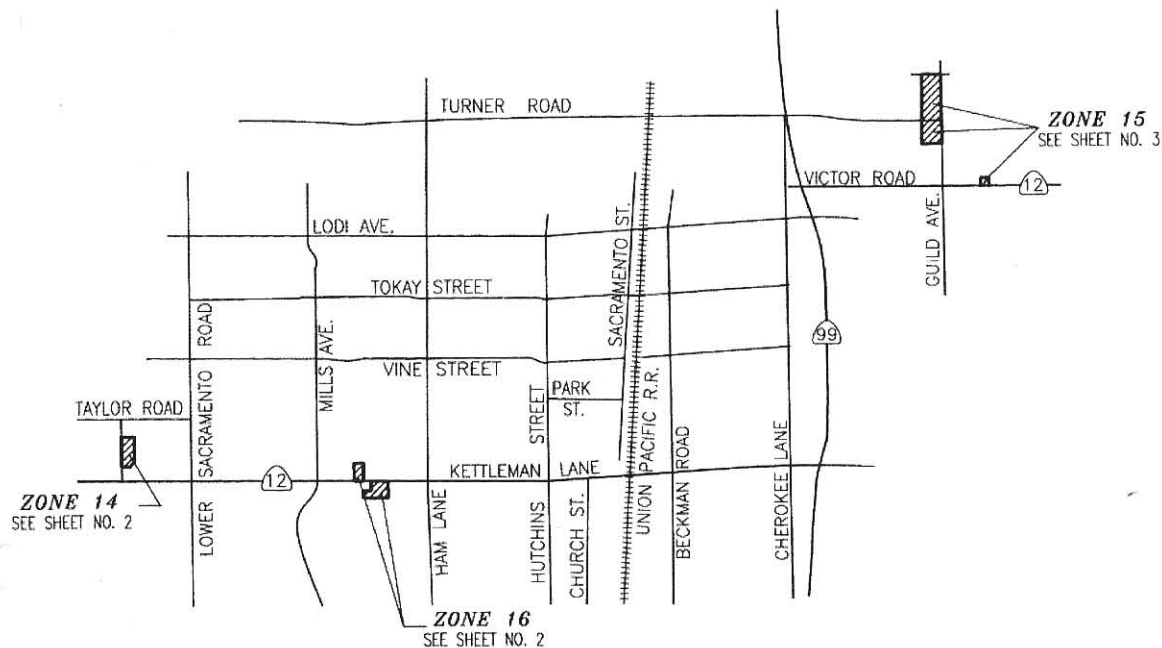 TURNER ROAD
ZONE 15
SEE SHEET NO. 3
VICTOR ROAD
12
LODI AVE.
SACRAMENTO ST.
GUILD AVE.
TOKAY STREET
LOWER SACRAMENTO ROAD
MILLS AVE.
99
VINE STREET
PARK
ST.
HUTCHINS STREET
UNION PACIFIC R.R.
TAYLOR ROAD
KETTLEMAN LANE
12
ZONE 14
SEE SHEET NO. 2
HAM LANE
CHURCH ST.
BECKMAN ROAD
CHEROKEE LANE
ZONE 16
SEE SHEET NO. 2